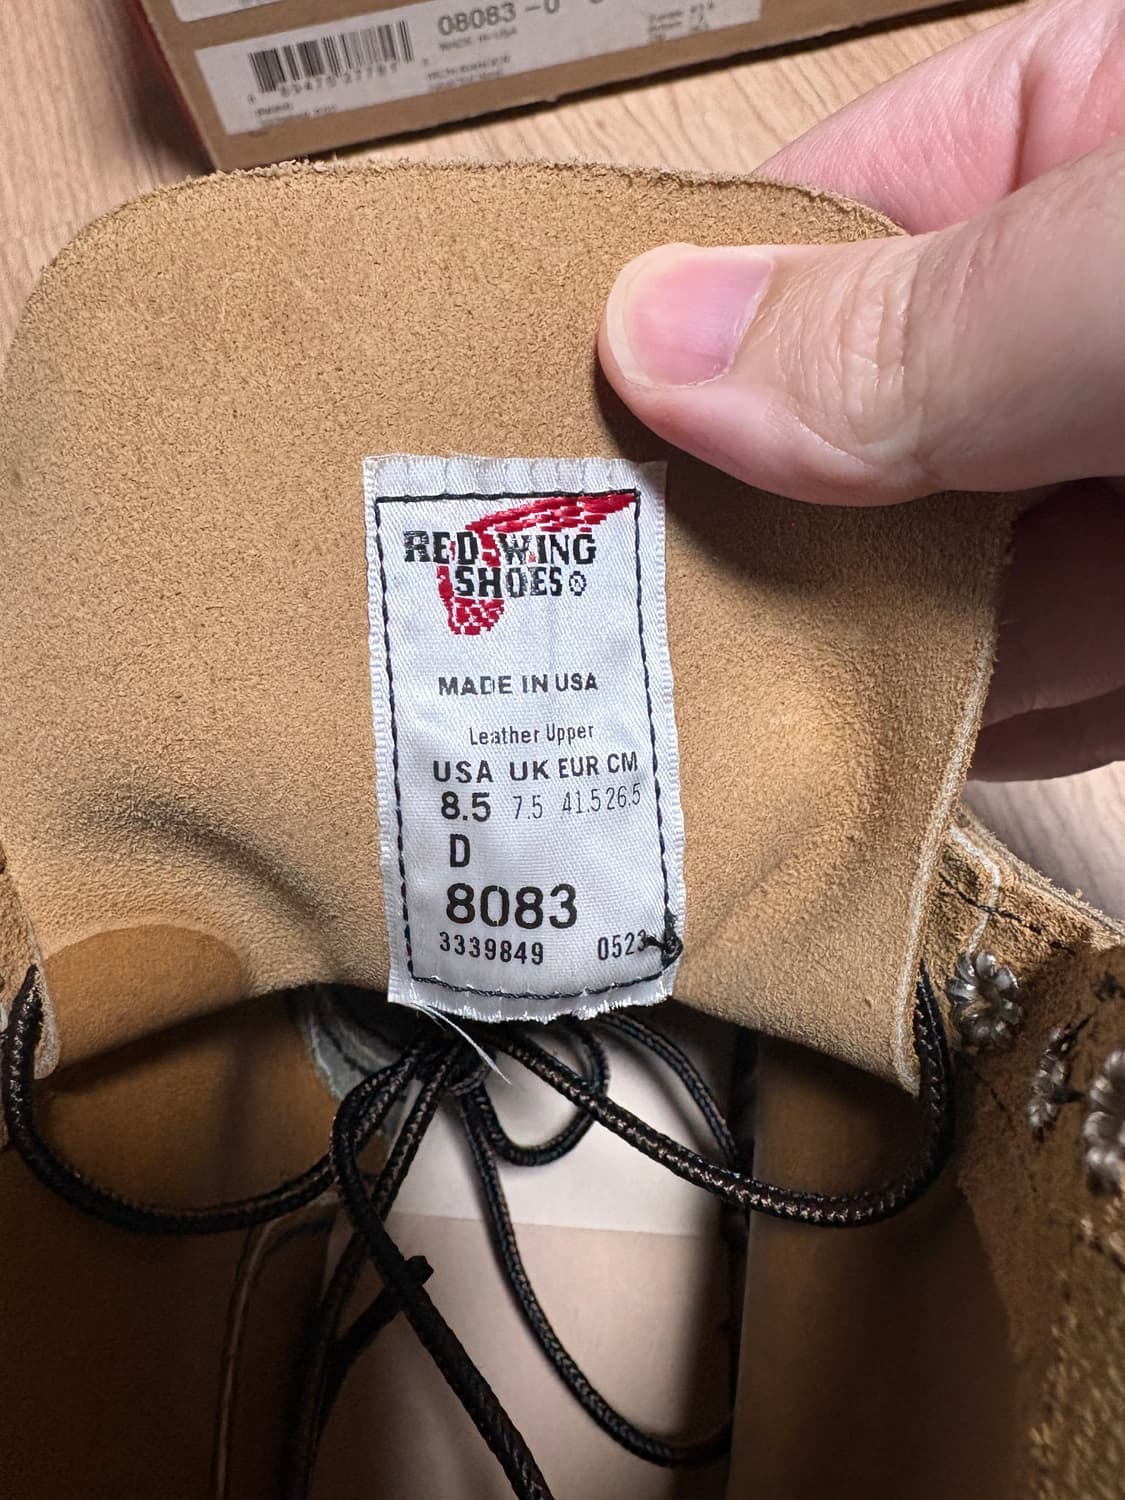 08083 -0
MADE IN USA
RED WING
SHOES
MADE IN USA
Leather Upper
USA UK EUR CM
8.5 7.5 41.5 26.5
D
8083
3339849 0523